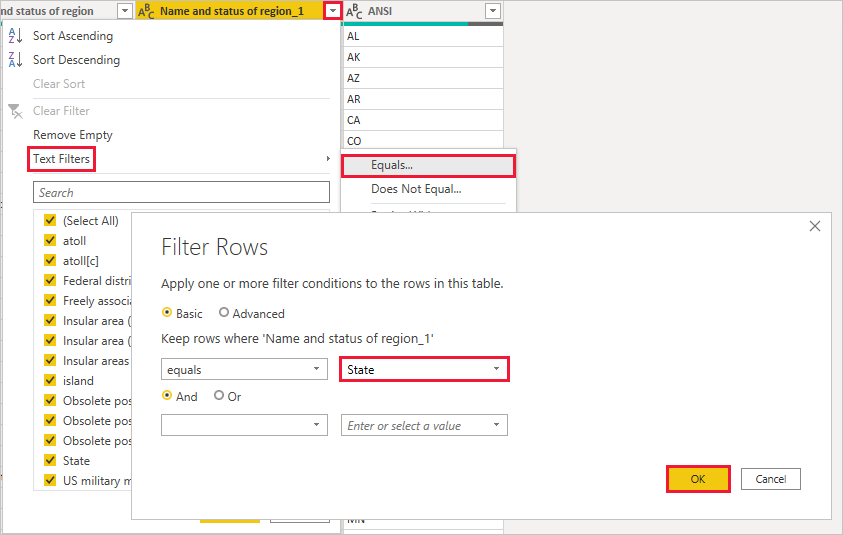 nd status of region
ABC Name and status of region_1
ABC ANSI
Sort Ascending
Sort Descending
Clear Sort
Clear Filter
Remove Empty
Text Filters
Search
(Select All)
atoll
atoll[c]
Federal distri
Freely associa
Insular area (
Insular area (
Insular areas
island
Obsolete pos
Obsolete pos
Obsolete pos
State
US military m
AL
AK
AZ
AR
CA
CO
Equals...
Does Not Equal...
Filter Rows
Apply one or more filter conditions to the rows in this table.
Basic Advanced
Keep rows where 'Name and status of region_1'
equals State
And Or
Enter or select a value
OK Cancel
MN